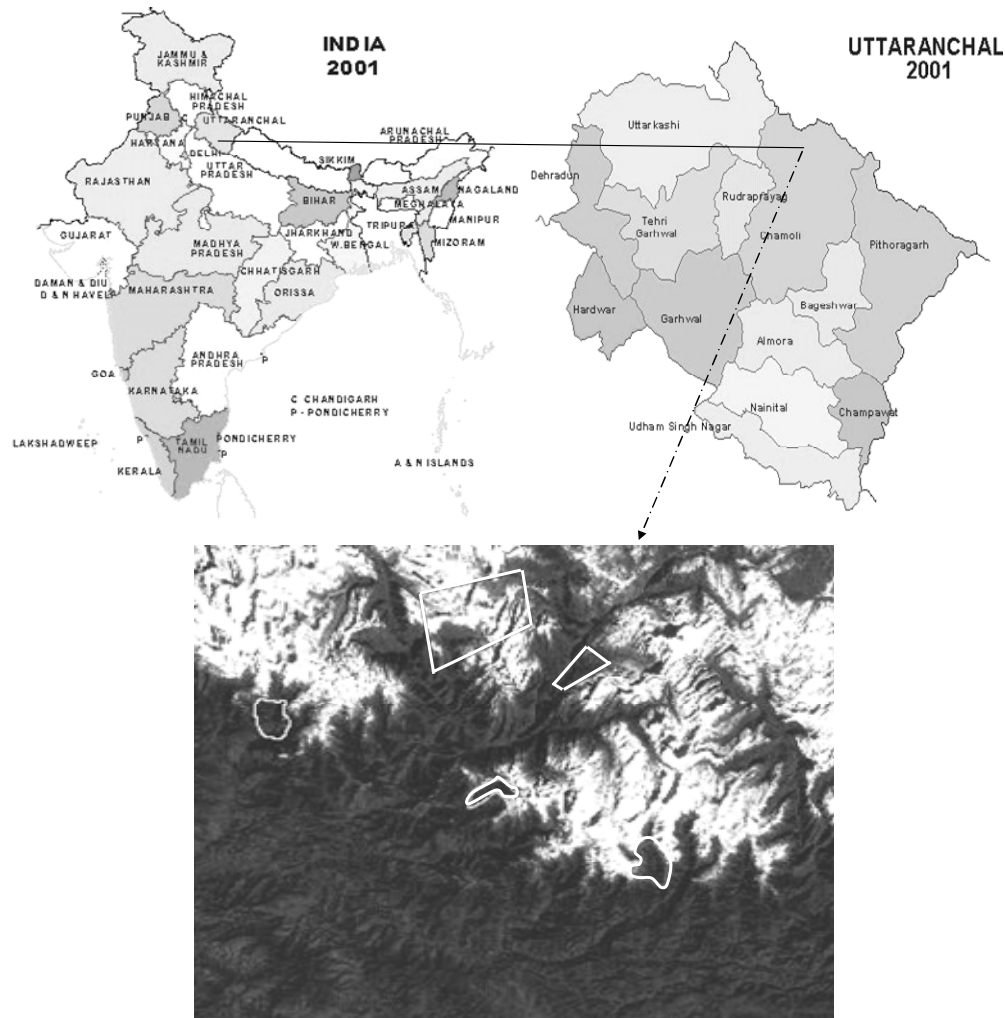 INDIA
2001
JAMMU &
KASHMIR
HIMACHAL
PRADESH
PUNJAB
C
UTTARANCHAL
HARYANA
DELHI
UTTAR
PRADESH
ARUNACHAL
PRADESH
SIKKIM
RAJASTHAN
BIHAR
ASSAM
NAGALAND
MEGHALAYA
MANIPUR
GUJARAT
JHARKHAND
TRIPURA
W.BENGAL
MIZORAM
MADHYA
PRADESH
CHHATISGARH
DAMAN & DIU
D & N HAVELI
MAHARASHTRA
ORISSA
ANDHRA
PRADESH
P
GOA
KARNATAKA
C CHANDIGARH
P - PONDICHERRY
LAKSHADWEEP
P
TAMIL
NADU
PONDICHERRY
P
KERALA
A & N ISLANDS
UTTARANCHAL
2001
Uttarkashi
Dehradun
Rudraprayag
Tehri
Garhwal
Chamoli
Pithoragarh
Hardwar
Garhwal
Bageshwar
Almora
Nainital
Champawat
Udham Singh Nagar